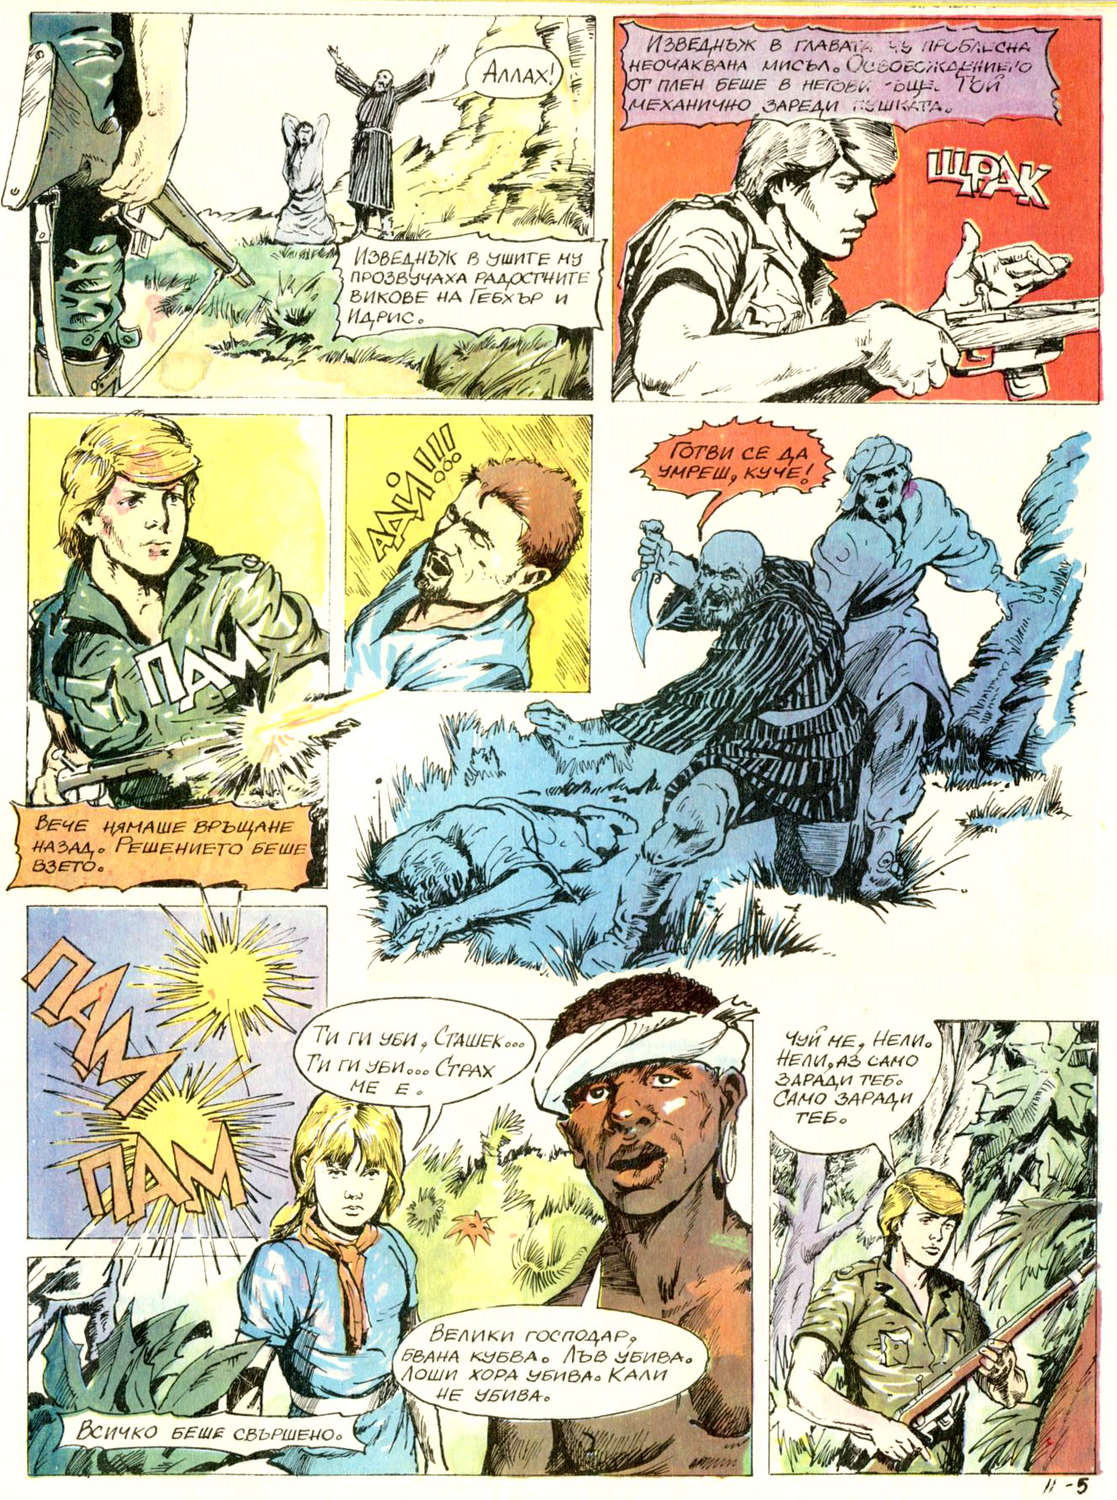 Аллах!
Изведнъж в ушите му
прозвучаха радостните
викове на Гебхър и
Идрис.
Изведнъж в главата му проблесна
неочаквана мисъл. Освобождението
от плен беше в негови ръце. Той
механично зареди пушката.
ЩРАК
ПАМ
Вече нямаше връщане
назад. Решението беше
взето.
ААЙ!!!...
Готви се да
умреш, куче!
ПАМ
ПАМ
Ти ги уби, Сташек...
Ти ги уби... Страх
ме е.
Велики господар,
бвана кубва. Лъв убива.
Лоши хора убива. Кали
не убива.
Всичко беше свършено.
Чуй ме, Нели.
Нели, аз само
заради теб.
Само заради
теб.
11-5